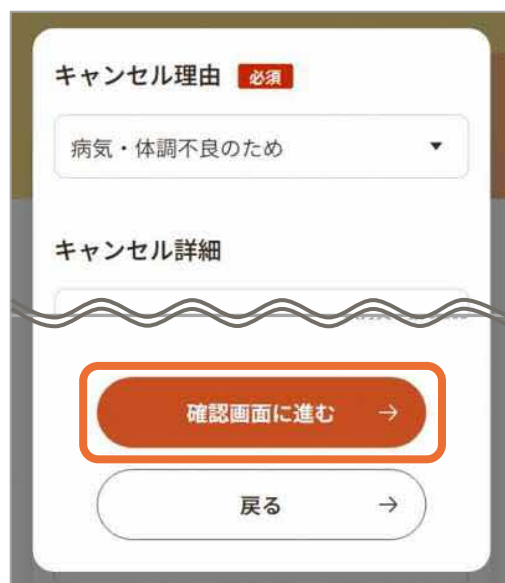 キャンセル理由 必須
病気・体調不良のため
キャンセル詳細
確認画面に進む
戻る